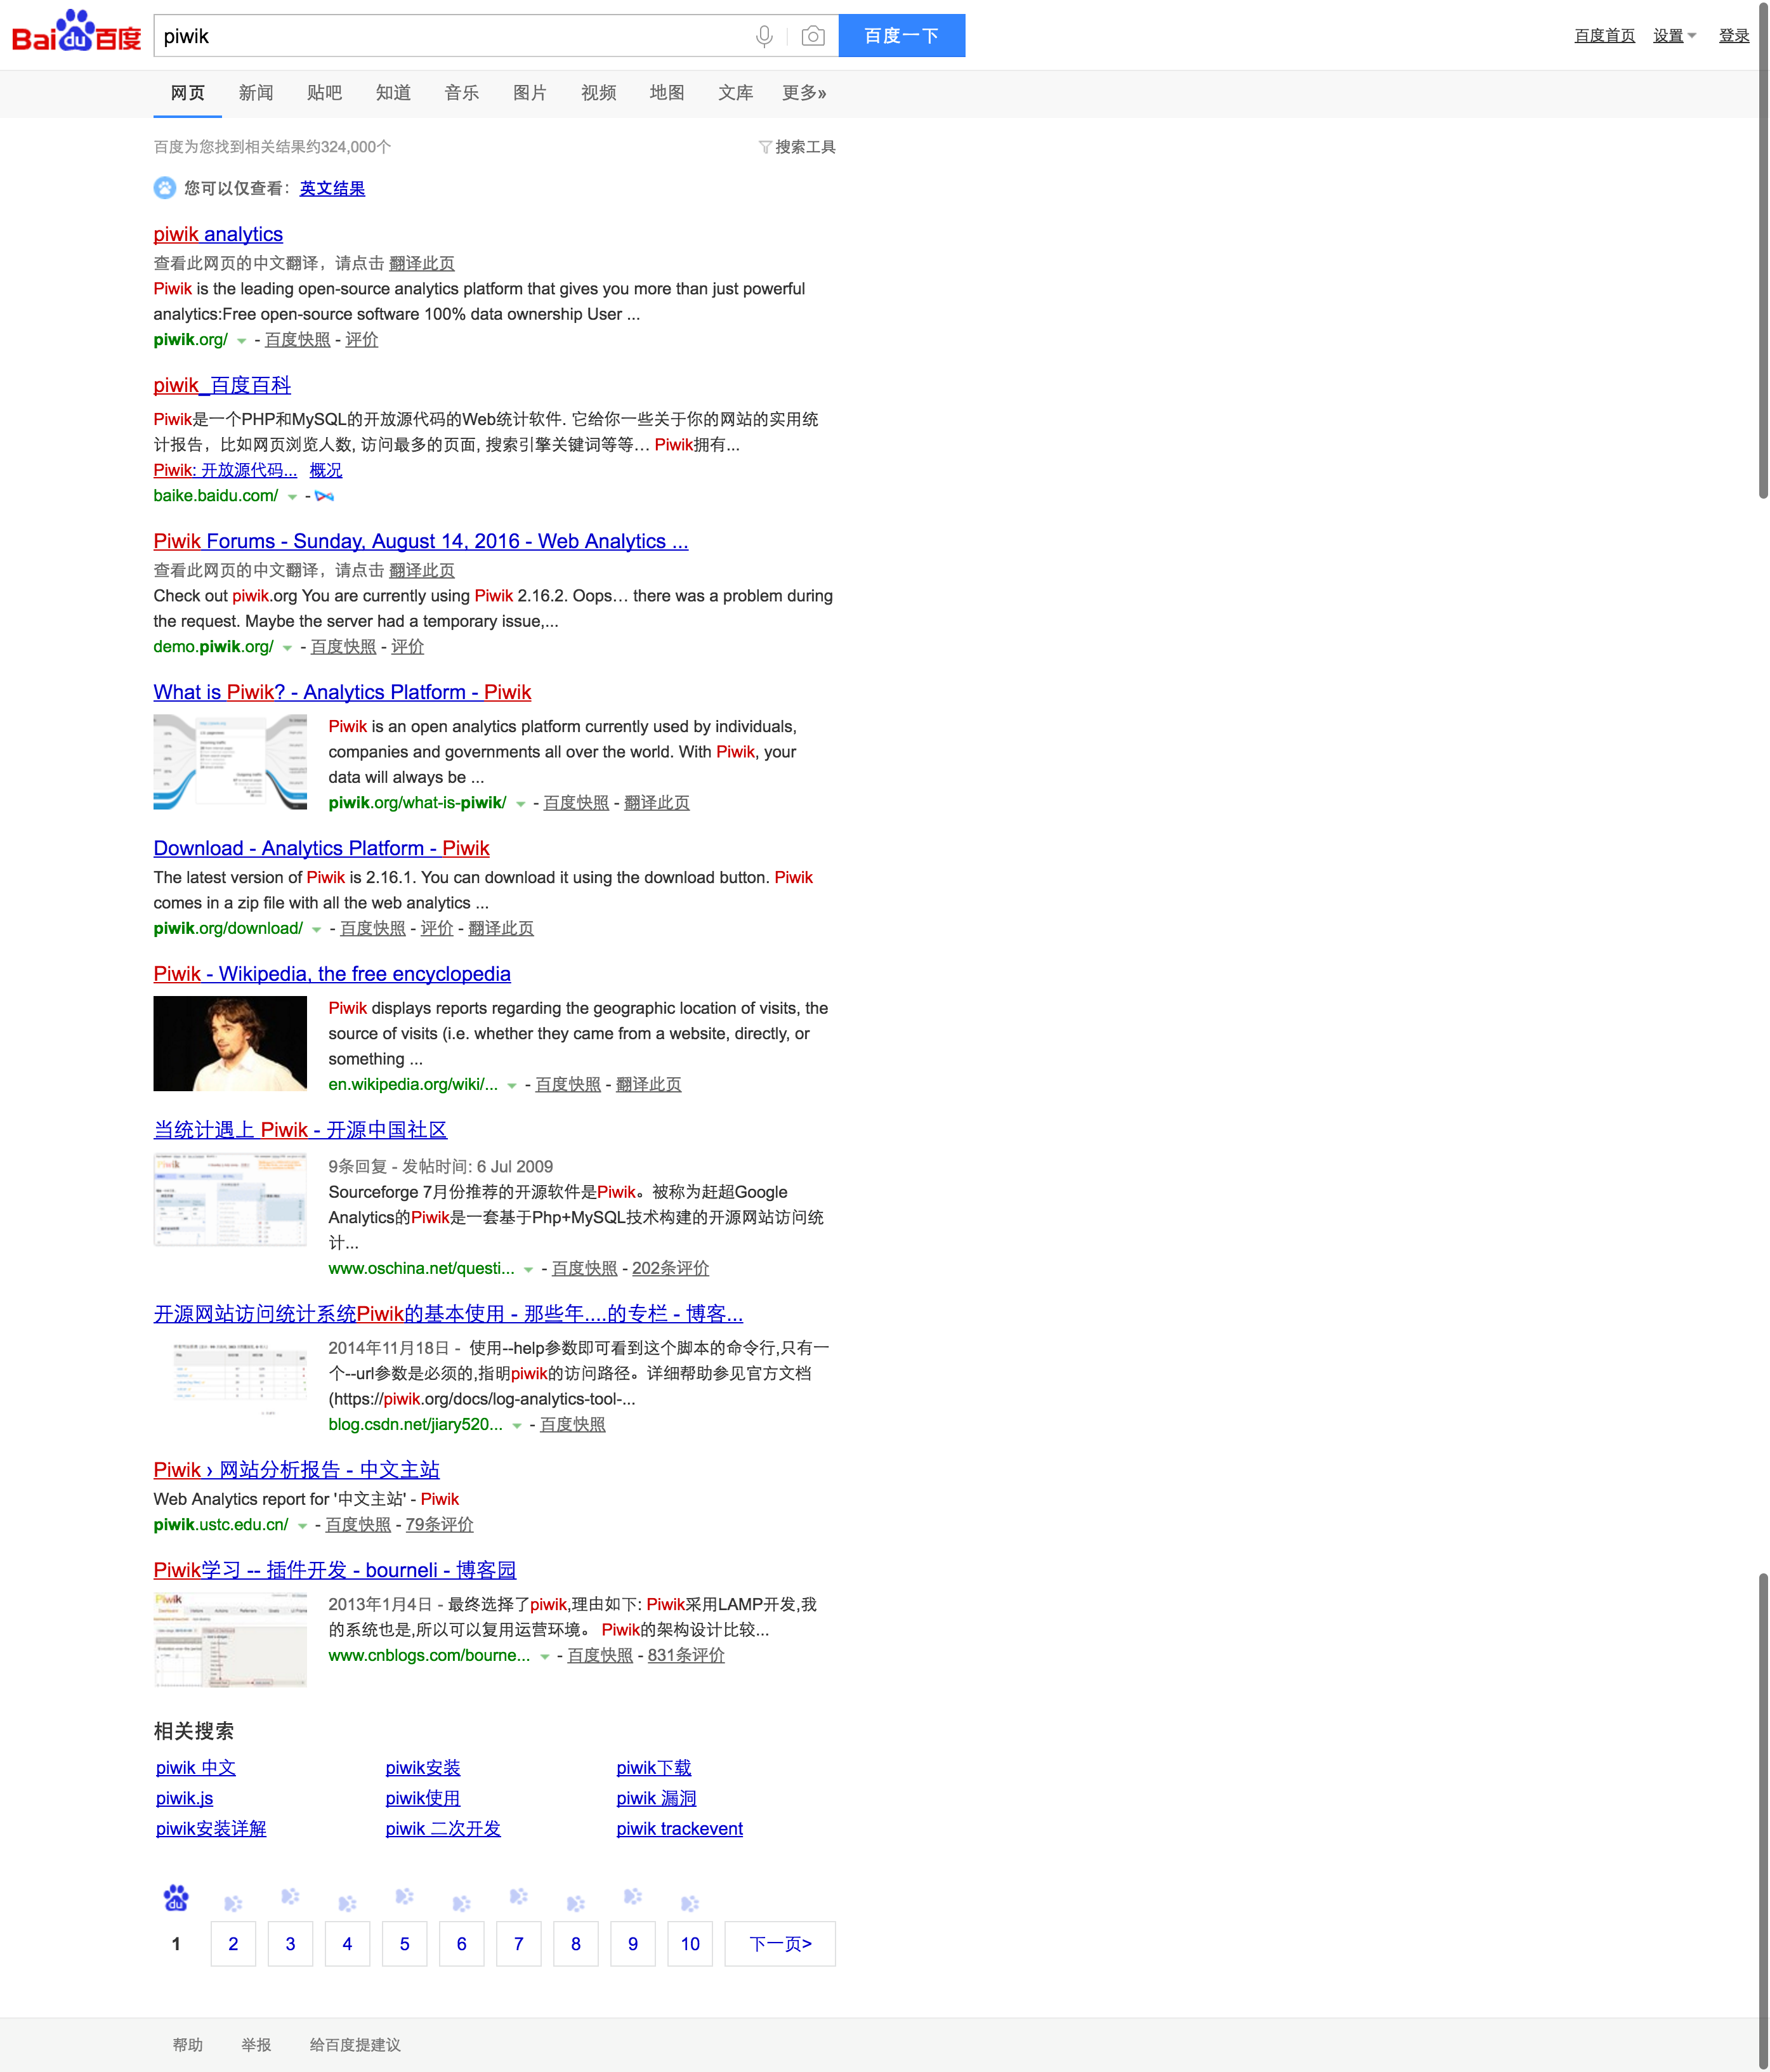 Bai du 百度
piwik
百度一下
百度首页 设置 登录
网页 新闻 贴吧 知道 音乐 图片 视频 地图 文库 更多»
百度为您找到相关结果约324,000个
搜索工具
您可以仅查看：英文结果
piwik analytics
查看此网页的中文翻译，请点击 翻译此页
Piwik is the leading open-source analytics platform that gives you more than just powerful
analytics:Free open-source software 100% data ownership User ...
piwik.org/ - 百度快照 - 评价
piwik_百度百科
Piwik是一个PHP和MySQL的开放源代码的Web统计软件. 它给你一些关于你的网站的实用统
计报告，比如网页浏览人数, 访问最多的页面, 搜索引擎关键词等等… Piwik拥有...
Piwik: 开放源代码... 概况
baike.baidu.com/ -
Piwik Forums - Sunday, August 14, 2016 - Web Analytics ...
查看此网页的中文翻译，请点击 翻译此页
Check out piwik.org You are currently using Piwik 2.16.2. Oops… there was a problem during
the request. Maybe the server had a temporary issue,...
demo.piwik.org/ - 百度快照 - 评价
What is Piwik? - Analytics Platform - Piwik
Piwik is an open analytics platform currently used by individuals,
companies and governments all over the world. With Piwik, your
data will always be ...
piwik.org/what-is-piwik/ - 百度快照 - 翻译此页
Download - Analytics Platform - Piwik
The latest version of Piwik is 2.16.1. You can download it using the download button. Piwik
comes in a zip file with all the web analytics ...
piwik.org/download/ - 百度快照 - 评价 - 翻译此页
Piwik - Wikipedia, the free encyclopedia
Piwik displays reports regarding the geographic location of visits, the
source of visits (i.e. whether they came from a website, directly, or
something ...
en.wikipedia.org/wiki/... - 百度快照 - 翻译此页
当统计遇上 Piwik - 开源中国社区
9条回复 - 发帖时间: 6 Jul 2009
Sourceforge 7月份推荐的开源软件是Piwik。被称为赶超Google
Analytics的Piwik是一套基于Php+MySQL技术构建的开源网站访问统
计...
www.oschina.net/questi... - 百度快照 - 202条评价
开源网站访问统计系统Piwik的基本使用 - 那些年....的专栏 - 博客...
2014年11月18日 - 使用--help参数即可看到这个脚本的命令行,只有一
个--url参数是必须的,指明piwik的访问路径。详细帮助参见官方文档
(https://piwik.org/docs/log-analytics-tool-...
blog.csdn.net/jiary520... - 百度快照
Piwik › 网站分析报告 - 中文主站
Web Analytics report for '中文主站' - Piwik
piwik.ustc.edu.cn/ - 百度快照 - 79条评价
Piwik学习 -- 插件开发 - bourneli - 博客园
Piwik
2013年1月4日 - 最终选择了piwik,理由如下: Piwik采用LAMP开发,我
的系统也是,所以可以复用运营环境。 Piwik的架构设计比较...
www.cnblogs.com/bourne... - 百度快照 - 831条评价
相关搜索
piwik 中文 piwik安装 piwik下载
piwik.js piwik使用 piwik 漏洞
piwik安装详解 piwik 二次开发 piwik trackevent
du
1 2 3 4 5 6 7 8 9 10 下一页>
帮助 举报 给百度提建议